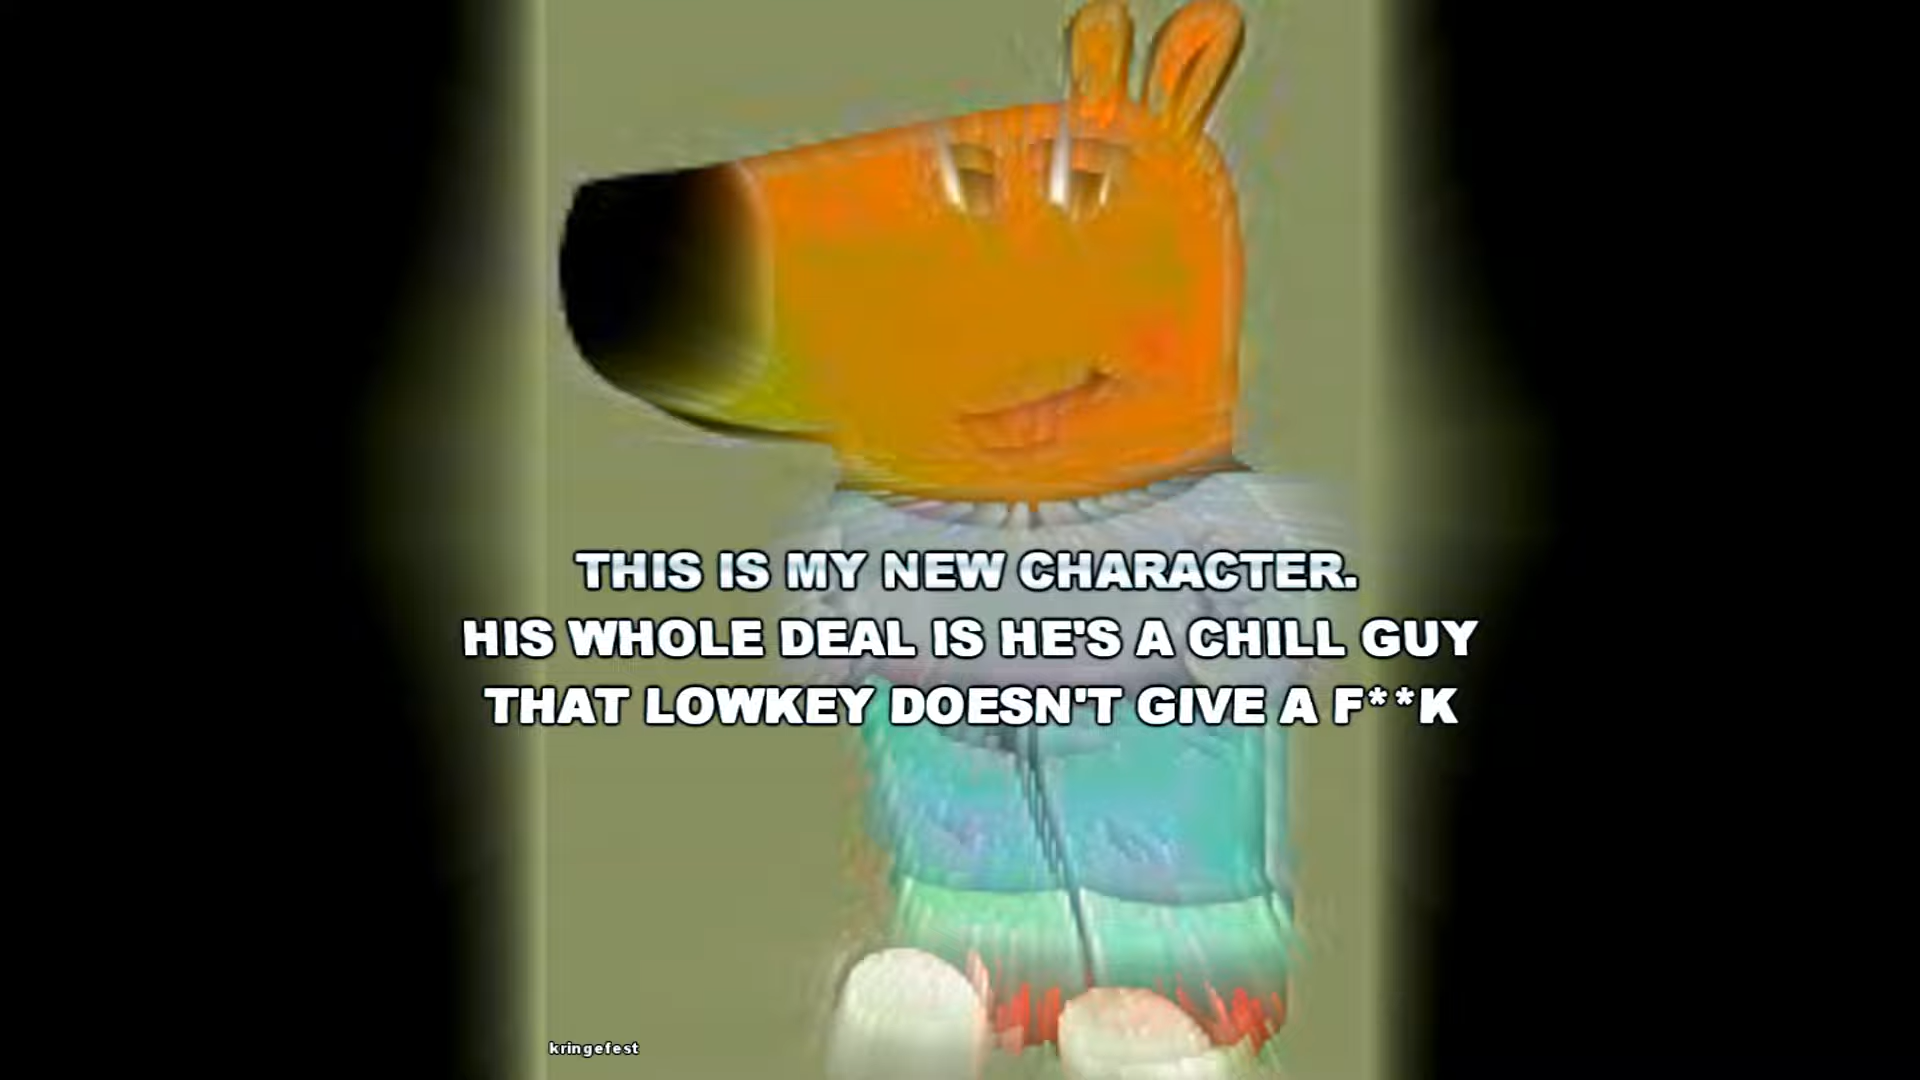 THIS IS MY NEW CHARACTER.
HIS WHOLE DEAL IS HE'S A CHILL GUY
THAT LOWKEY DOESN'T GIVE A F**K
kringefest